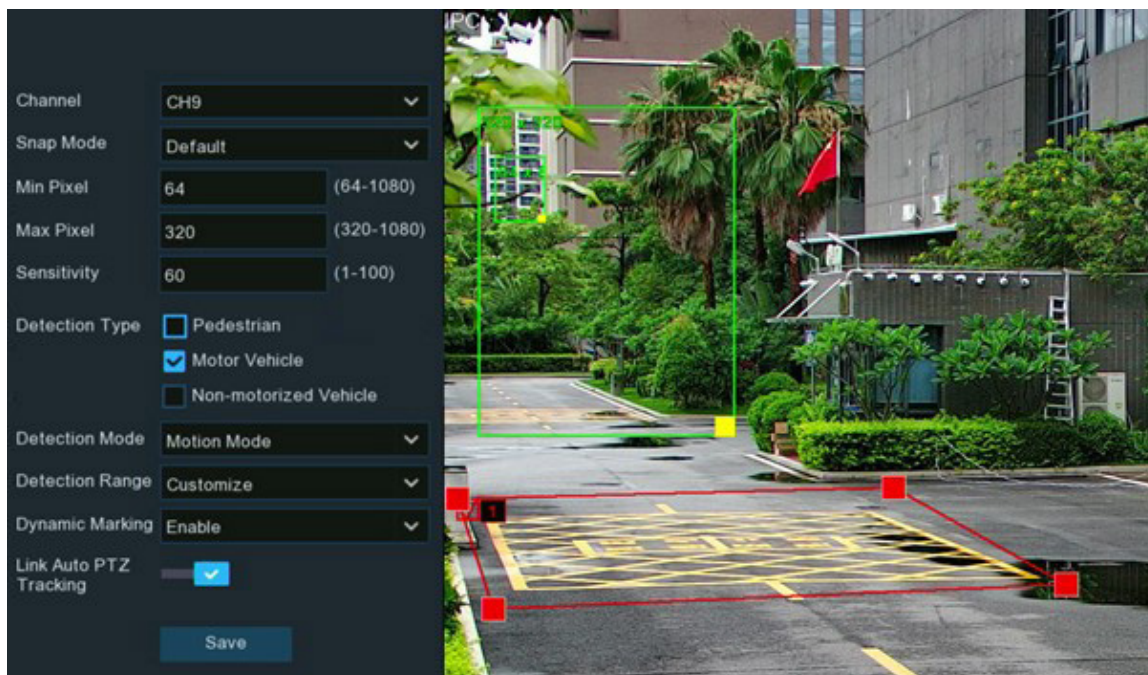 IPC
Channel CH9
Snap Mode Default
Min Pixel 64 (64-1080)
Max Pixel 320 (320-1080)
Sensitivity 60 (1-100)
Detection Type Pedestrian
Motor Vehicle
Non-motorized Vehicle
Detection Mode Motion Mode
Detection Range Customize
Dynamic Marking Enable
Link Auto PTZ
Tracking
Save
1